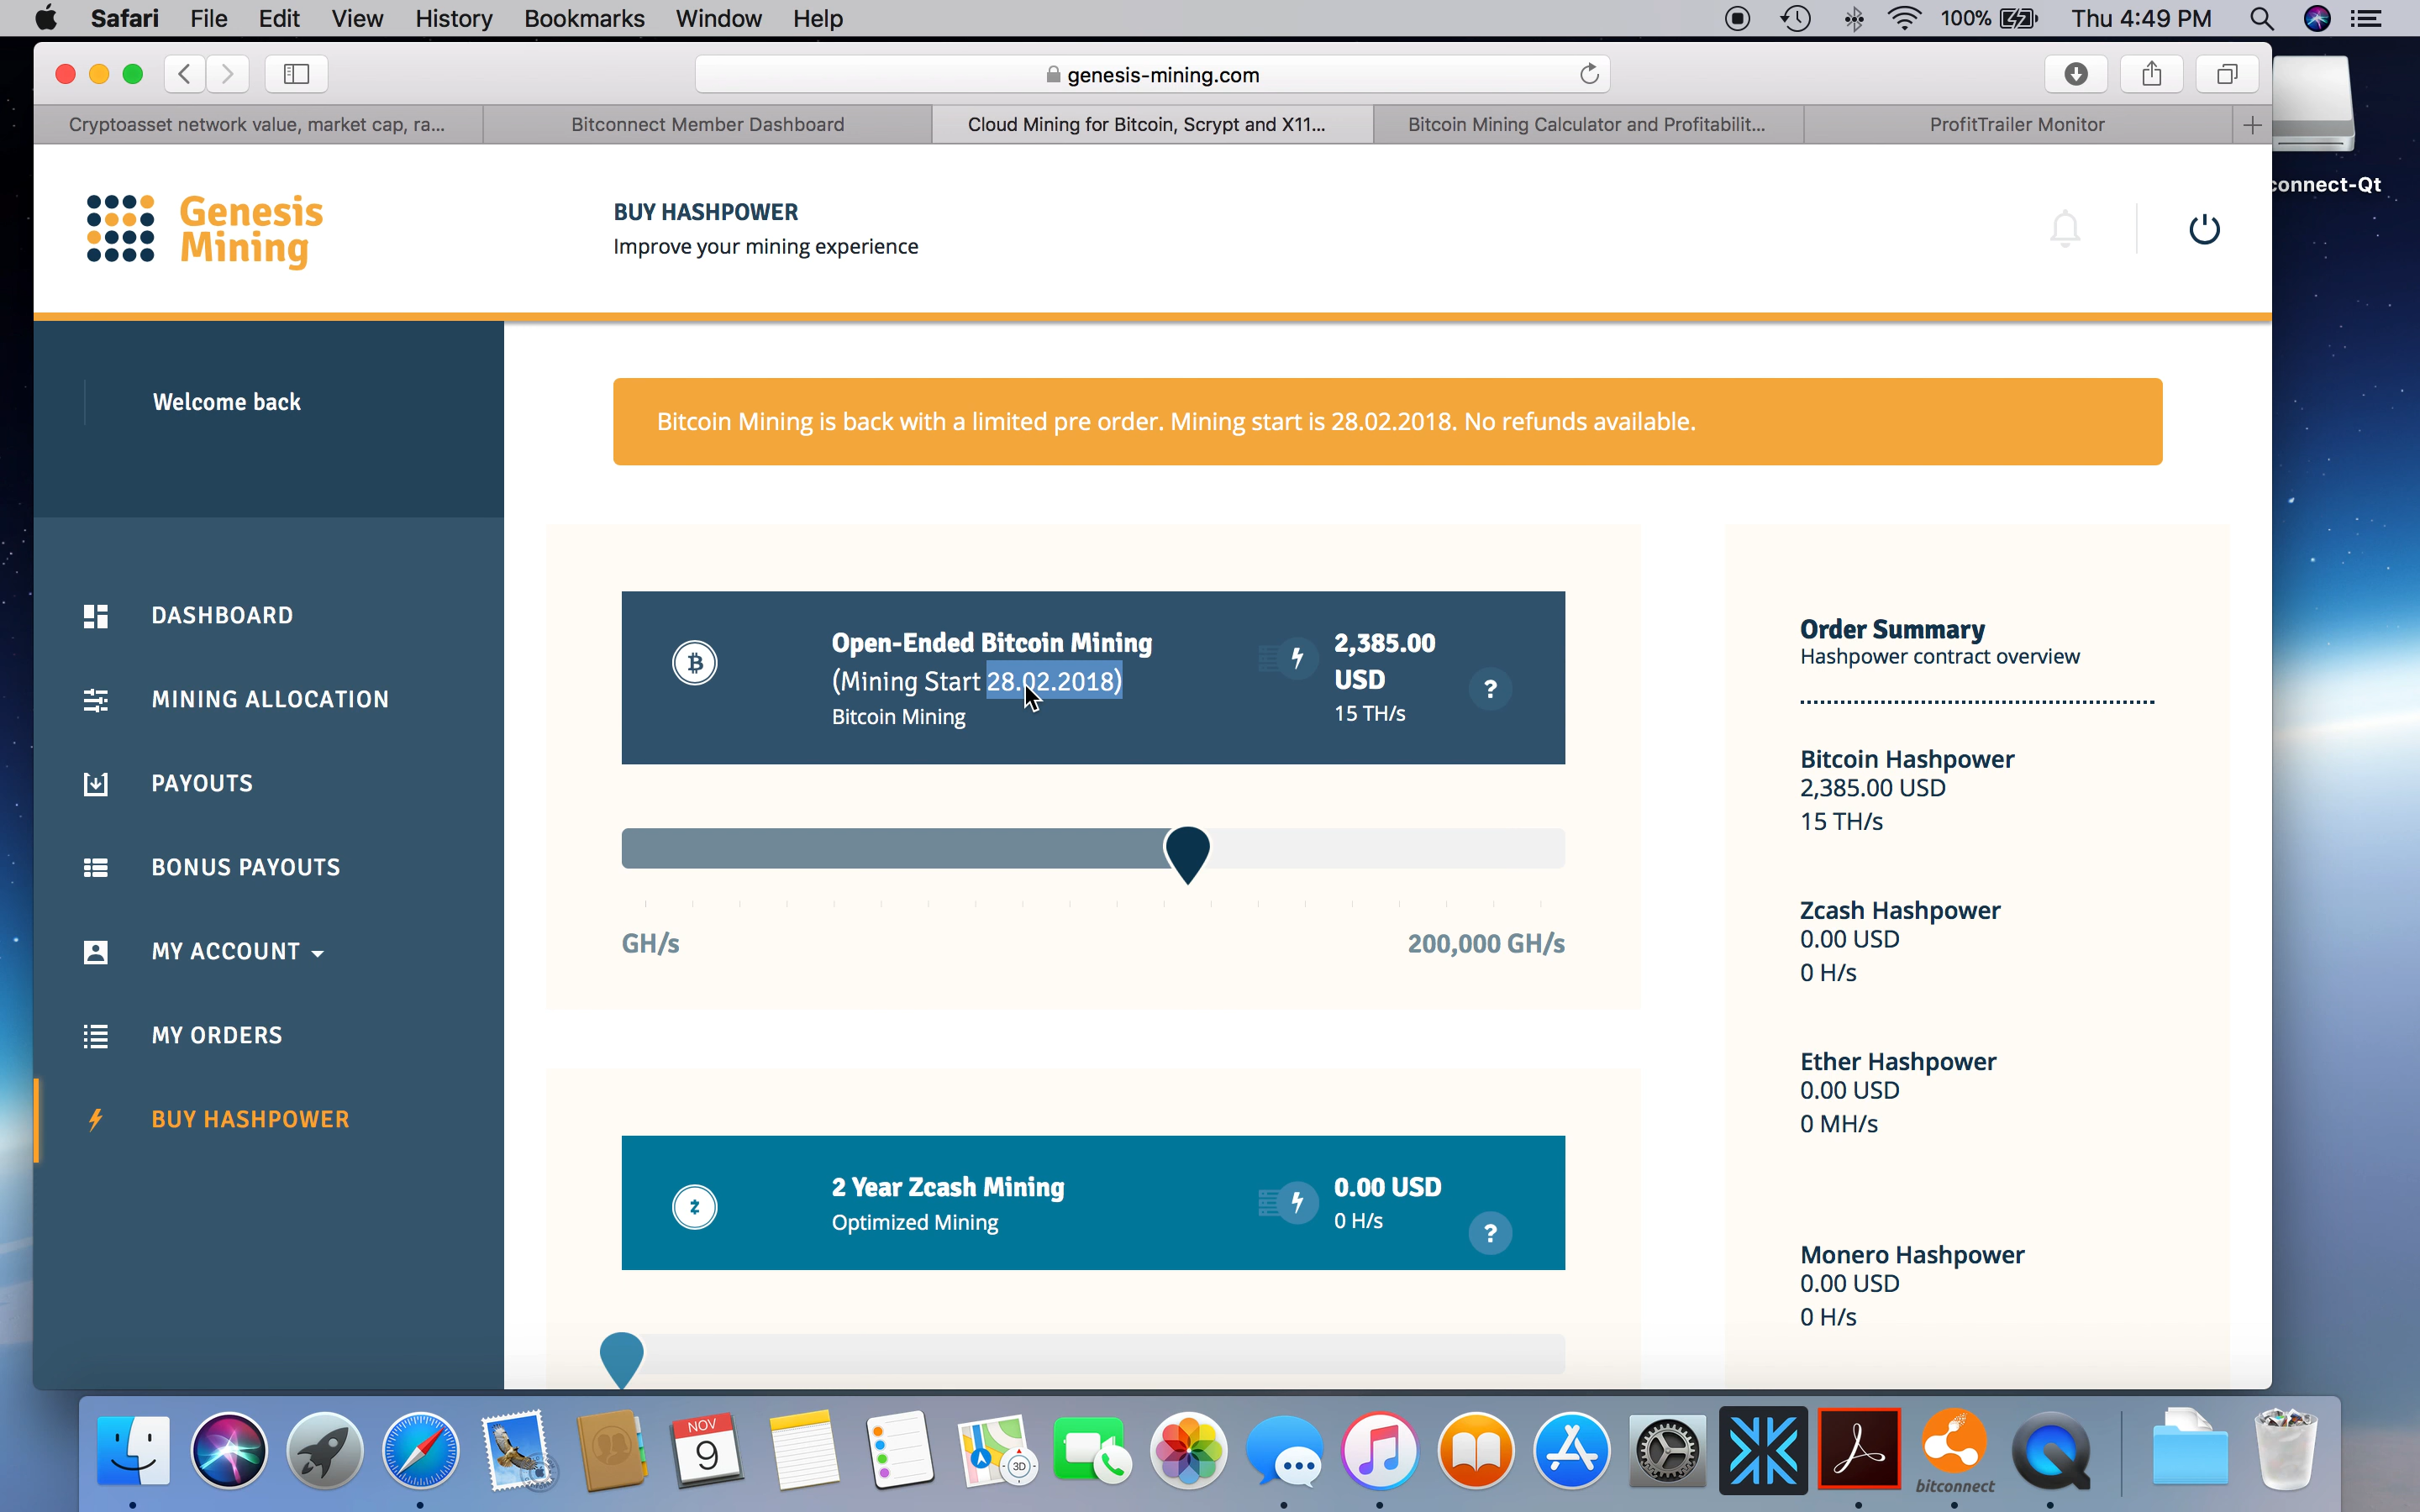 Safari File Edit View History Bookmarks Window Help 100% Thu 4:49 PM
genesis-mining.com
Cryptoasset network value, market cap, ra... Bitconnect Member Dashboard Cloud Mining for Bitcoin, Scrypt and X11... Bitcoin Mining Calculator and Profitabilit... ProfitTrailer Monitor
connect-Qt
Genesis
Mining
BUY HASHPOWER
Improve your mining experience
Welcome back
DASHBOARD
MINING ALLOCATION
PAYOUTS
BONUS PAYOUTS
MY ACCOUNT
MY ORDERS
BUY HASHPOWER
Bitcoin Mining is back with a limited pre order. Mining start is 28.02.2018. No refunds available.
Open-Ended Bitcoin Mining
(Mining Start 28.02.2018)
Bitcoin Mining
2,385.00
USD
15 TH/s
?
GH/s 200,000 GH/s
2 Year Zcash Mining
Optimized Mining
0.00 USD
0 H/s
?
Order Summary
Hashpower contract overview
Bitcoin Hashpower
2,385.00 USD
15 TH/s
Zcash Hashpower
0.00 USD
0 H/s
Ether Hashpower
0.00 USD
0 MH/s
Monero Hashpower
0.00 USD
0 H/s
NOV
9
3D
bitconnect